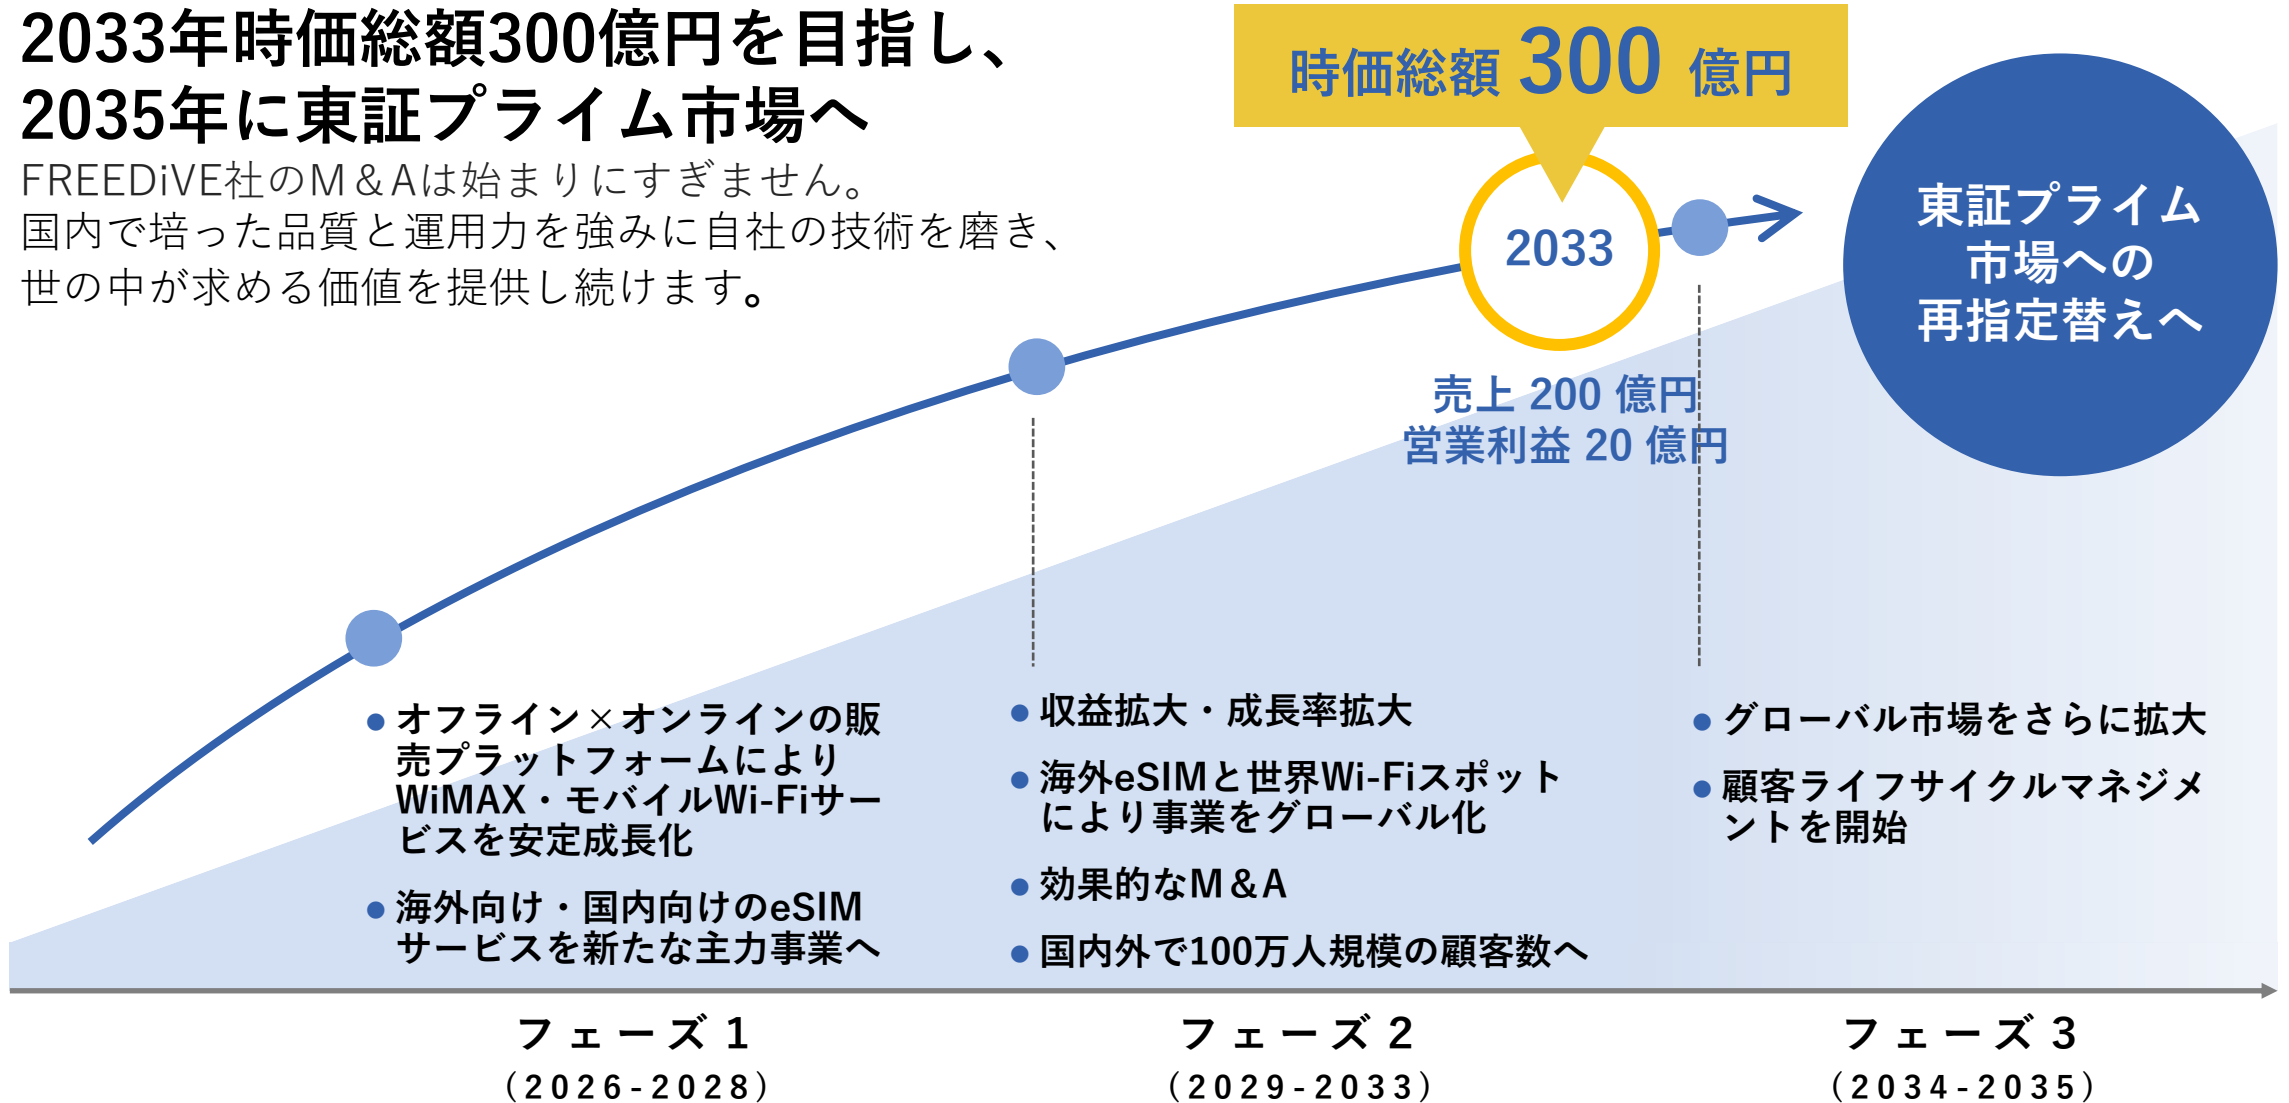 2033年時価総額300億円を目指し、
2035年に東証プライム市場へ
FREEDiVE社のM＆Aは始まりにすぎません。
国内で培った品質と運用力を強みに自社の技術を磨き、
世の中が求める価値を提供し続けます。
時価総額 300 億円
2033
売上 200 億円
営業利益 20 億円
東証プライム
市場への
再指定替えへ
● オフライン×オンラインの販
売プラットフォームにより
WiMAX・モバイルWi-Fiサー
ビスを安定成長化
● 海外向け・国内向けのeSIM
サービスを新たな主力事業へ
● 収益拡大・成長率拡大
● 海外eSIMと世界Wi-Fiスポット
により事業をグローバル化
● 効果的なM＆A
● 国内外で100万人規模の顧客数へ
● グローバル市場をさらに拡大
● 顧客ライフサイクルマネジメ
ントを開始
フェーズ 1
（2026-2028）
フェーズ 2
（2029-2033）
フェーズ 3
（2034-2035）